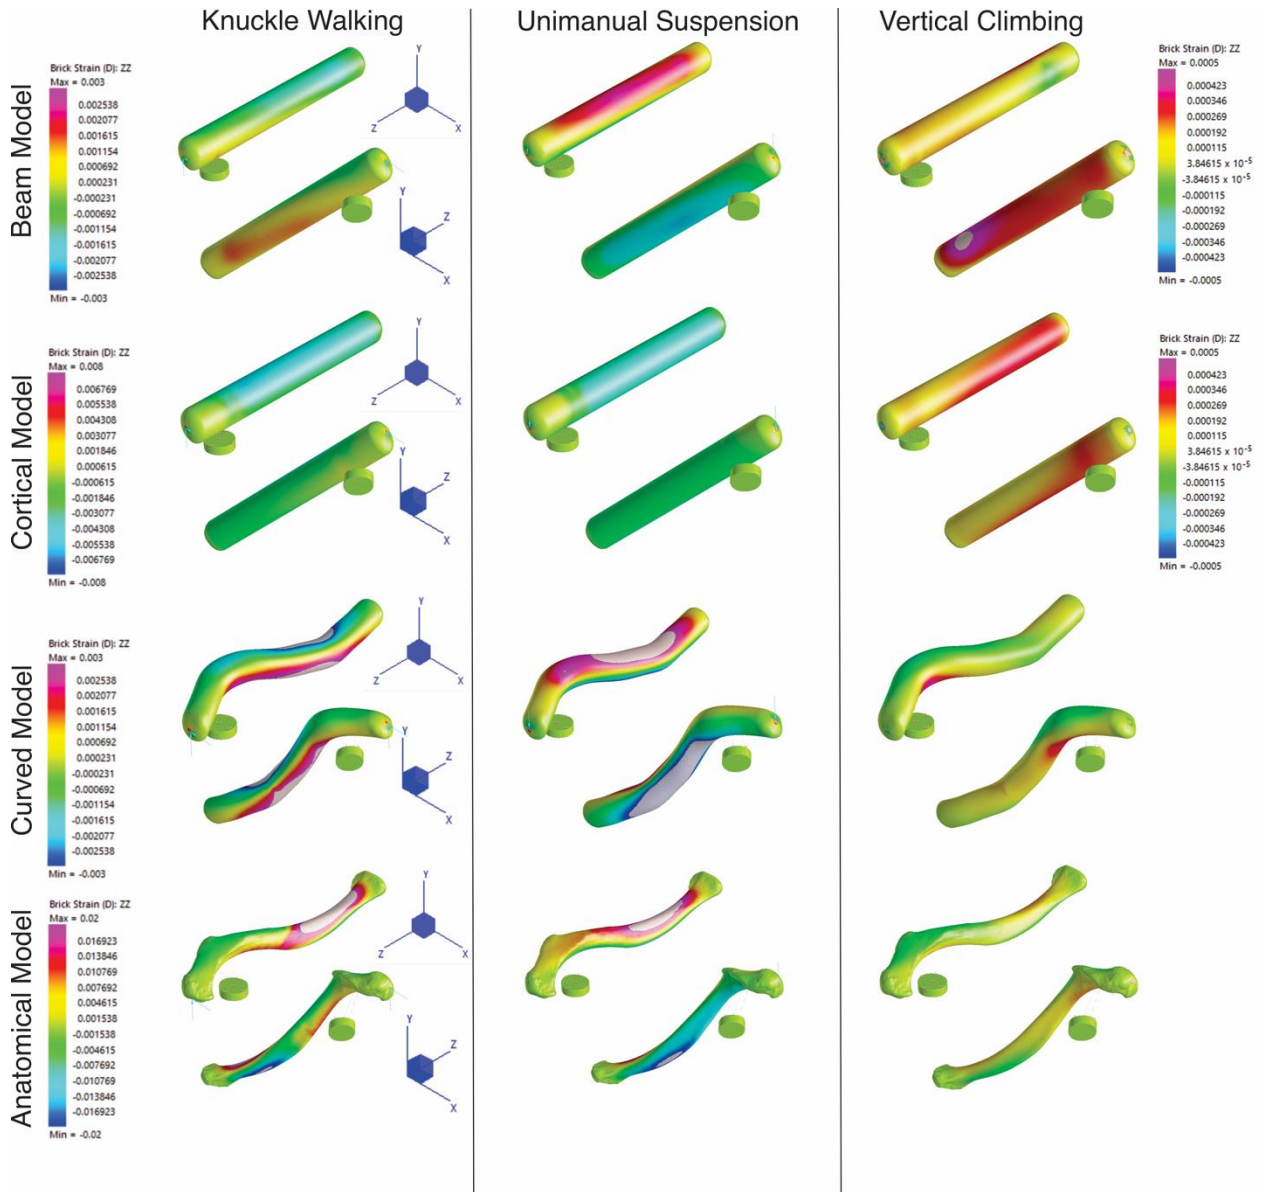 Knuckle Walking
Unimanual Suspension
Vertical Climbing
Beam Model
Brick Strain (D): ZZ
Max = 0.003
0.002538
0.002077
0.001615
0.001154
0.000692
0.000231
-0.000231
-0.000692
-0.001154
-0.001615
-0.002077
-0.002538
Min = -0.003
Y
Z
X
Y
Z
X
Brick Strain (D): ZZ
Max = 0.0005
0.000423
0.000346
0.000269
0.000192
0.000115
3.84615 x 10-5
-3.84615 x 10-5
-0.000115
-0.000192
-0.000269
-0.000346
-0.000423
Min = -0.0005
Cortical Model
Brick Strain (D): ZZ
Max = 0.008
0.006769
0.005538
0.004308
0.003077
0.001846
0.000615
-0.000615
-0.001846
-0.003077
-0.004308
-0.005538
-0.006769
Min = -0.008
Y
Z
X
Y
Z
X
Brick Strain (D): ZZ
Max = 0.0005
0.000423
0.000346
0.000269
0.000192
0.000115
3.84615 x 10-5
-3.84615 x 10-5
-0.000115
-0.000192
-0.000269
-0.000346
-0.000423
Min = -0.0005
Curved Model
Brick Strain (D): ZZ
Max = 0.003
0.002538
0.002077
0.001615
0.001154
0.000692
0.000231
-0.000231
-0.000692
-0.001154
-0.001615
-0.002077
-0.002538
Min = -0.003
Y
Z
X
Y
Z
X
Anatomical Model
Brick Strain (D): ZZ
Max = 0.02
0.016923
0.013846
0.010769
0.007692
0.004615
0.001538
-0.001538
-0.004615
-0.007692
-0.010769
-0.013846
-0.016923
Min = -0.02
Y
Z
X
Y
Z
X